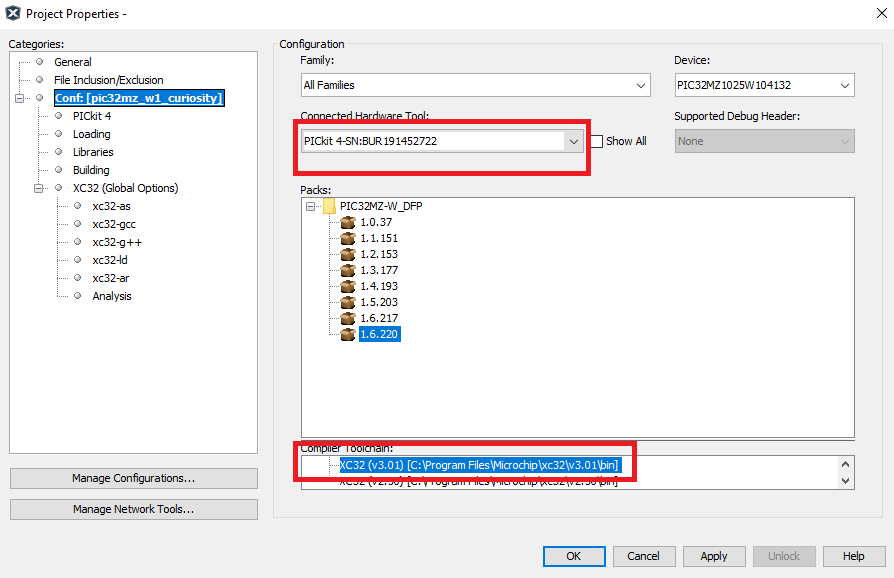 Project Properties -
Categories:
General
File Inclusion/Exclusion
Conf: [pic32mz_w1_curiosity]
PICkit 4
Loading
Libraries
Building
XC32 (Global Options)
xc32-as
xc32-gcc
xc32-g++
xc32-ld
xc32-ar
Analysis
Manage Configurations...
Manage Network Tools...
Configuration
Family:
All Families
Device:
PIC32MZ1025W104132
Connected Hardware Tool:
PICkit 4-SN:BUR191452722
Show All
Supported Debug Header:
None
Packs:
PIC32MZ-W_DFP
1.0.37
1.1.151
1.2.153
1.3.177
1.4.193
1.5.203
1.6.217
1.6.220
Compiler Toolchain:
XC32 (v3.01) [C:\Program Files\Microchip\xc32\v3.01\bin]
XC32 (v2.50) [C:\Program Files\Microchip\xc32\v2.50\bin]
OK
Cancel
Apply
Unlock
Help